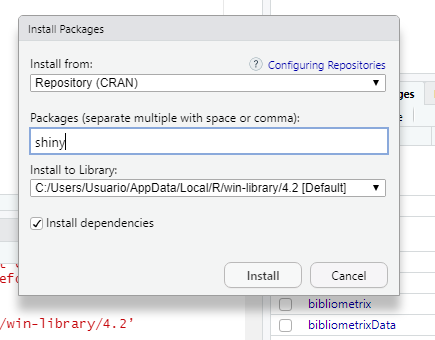 Install Packages
Install from:
? Configuring Repositories
Repository (CRAN)
Packages (separate multiple with space or comma):
shiny
Install to Library:
C:/Users/Usuario/AppData/Local/R/win-library/4.2 [Default]
Install dependencies
Install
Cancel
/win-library/4.2’
bibliometrix
bibliometrixData